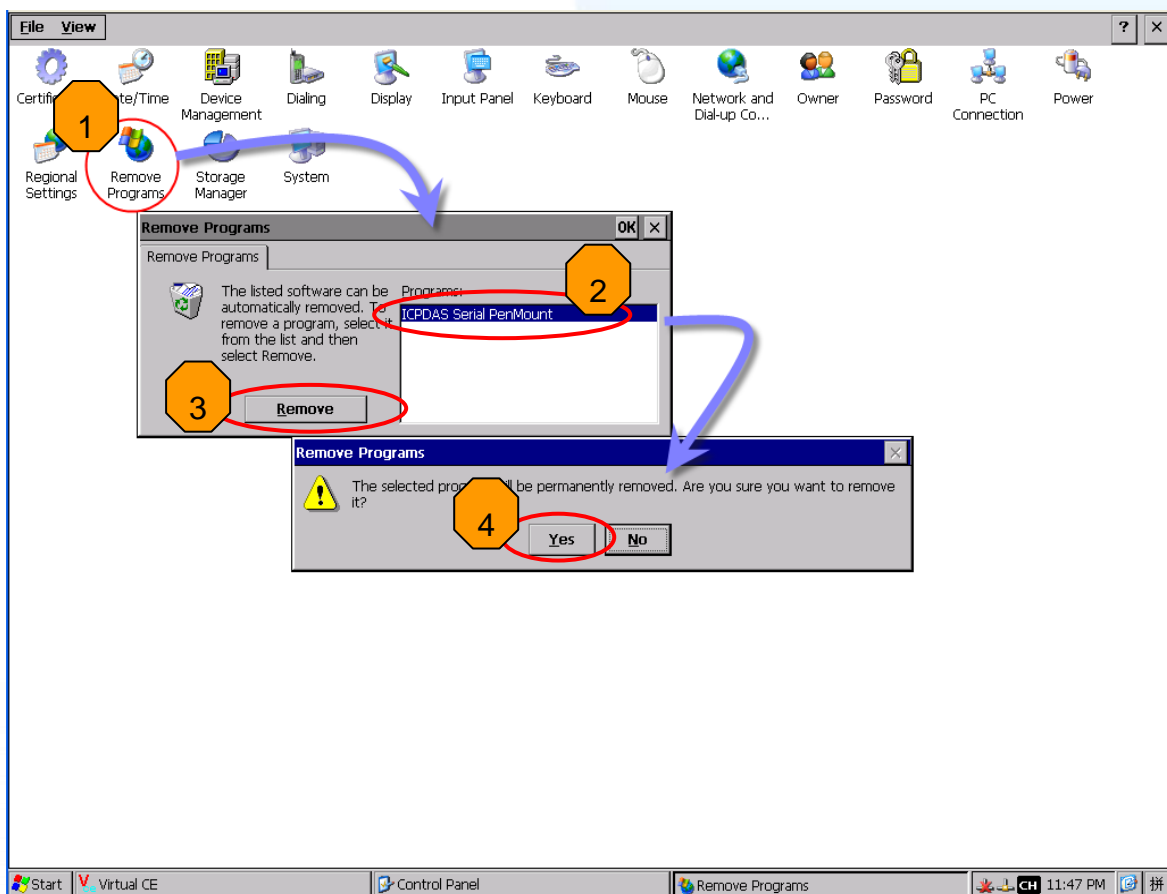 File View
?
Certifi
te/Time
Device
Management
Dialing
Display
Input Panel
Keyboard
Mouse
Network and
Dial-up Co...
Owner
Password
PC
Connection
Power
1
Regional
Settings
Remove
Programs
Storage
Manager
System
Remove Programs
OK
Remove Programs
The listed software can be
automatically removed. To
remove a program, select it
from the list and then
select Remove.
Programs:
2
ICPDAS Serial PenMount
3
Remove
Remove Programs
The selected prog ll be permanently removed. Are you sure you want to remove
it?
4
Yes
No
Start
Virtual CE
Control Panel
Remove Programs
CH
11:47 PM
拼